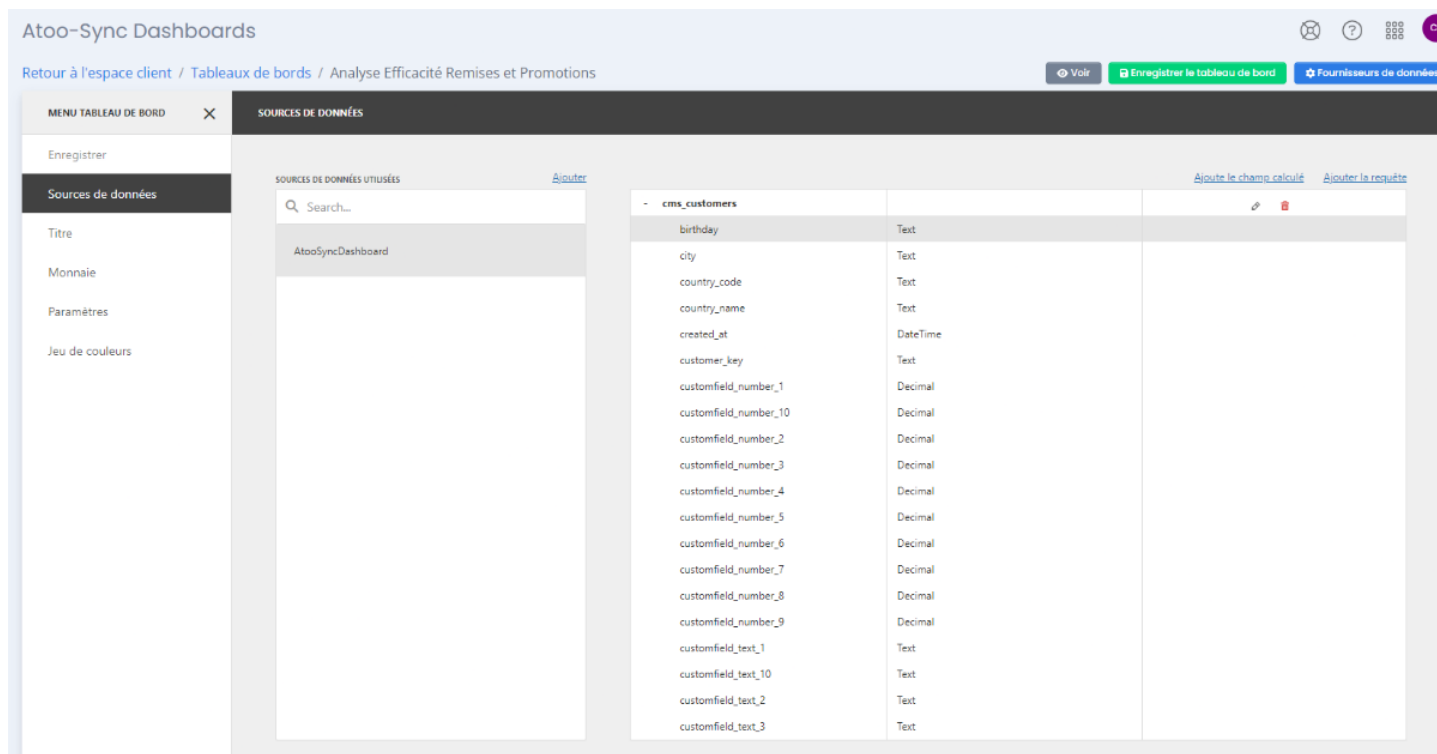 Atoo-Sync Dashboards
Retour à l'espace client / Tableaux de bords / Analyse Efficacité Remises et Promotions
Voir
Enregistrer le tableau de bord
Fournisseurs de données
MENU TABLEAU DE BORD
SOURCES DE DONNÉES
Enregistrer
Sources de données
Titre
Monnaie
Paramètres
Jeu de couleurs
SOURCES DE DONNÉES UTILISÉES Ajouter
Search...
AtooSyncDashboard
Ajoute le champ calculé Ajouter la requête
- cms_customers
birthday Text
city Text
country_code Text
country_name Text
created_at DateTime
customer_key Text
customfield_number_1 Decimal
customfield_number_10 Decimal
customfield_number_2 Decimal
customfield_number_3 Decimal
customfield_number_4 Decimal
customfield_number_5 Decimal
customfield_number_6 Decimal
customfield_number_7 Decimal
customfield_number_8 Decimal
customfield_number_9 Decimal
customfield_text_1 Text
customfield_text_10 Text
customfield_text_2 Text
customfield_text_3 Text